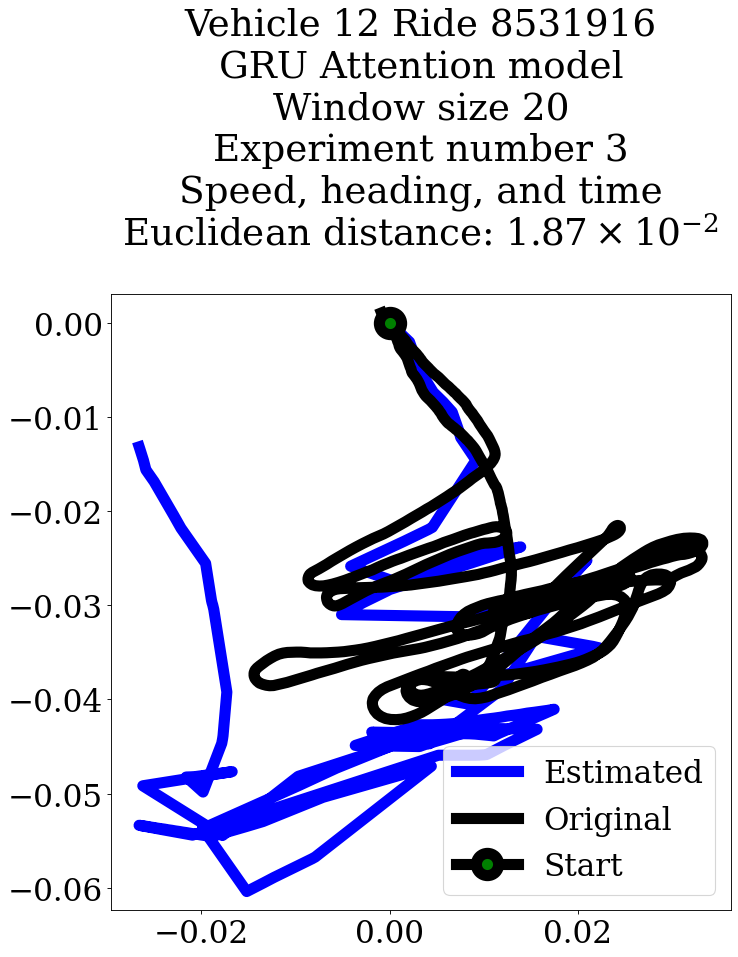 Vehicle 12 Ride 8531916
GRU Attention model
Window size 20
Experiment number 3
Speed, heading, and time
Euclidean distance: 1.87 × 10⁻²
0.00
−0.01
−0.02
−0.03
−0.04
−0.05
−0.06
−0.02
0.00
0.02
Estimated
Original
Start